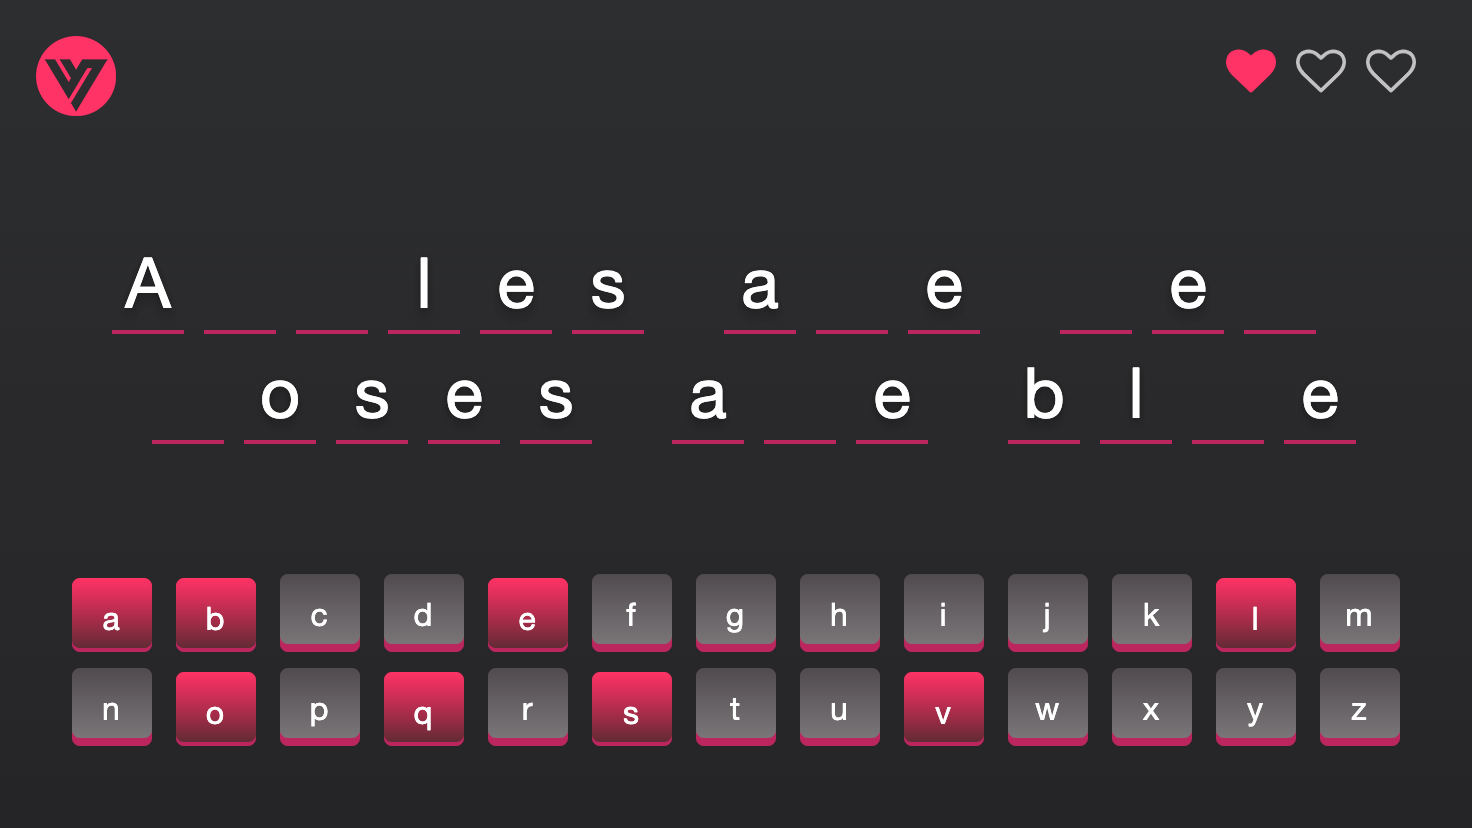 A _ _ l e s a _ e _ e _
_ o s e s a _ e b l _ e
a b c d e f g h i j k l m
n o p q r s t u v w x y z